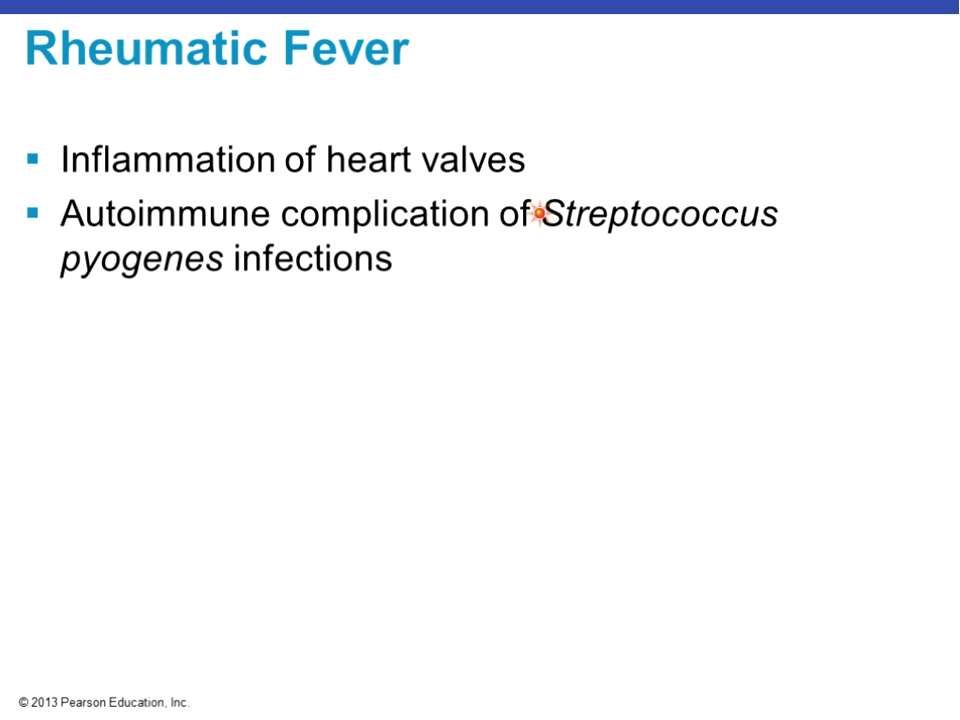 Rheumatic Fever
Inflammation of heart valves
Autoimmune complication of Streptococcus
pyogenes infections
© 2013 Pearson Education, Inc.